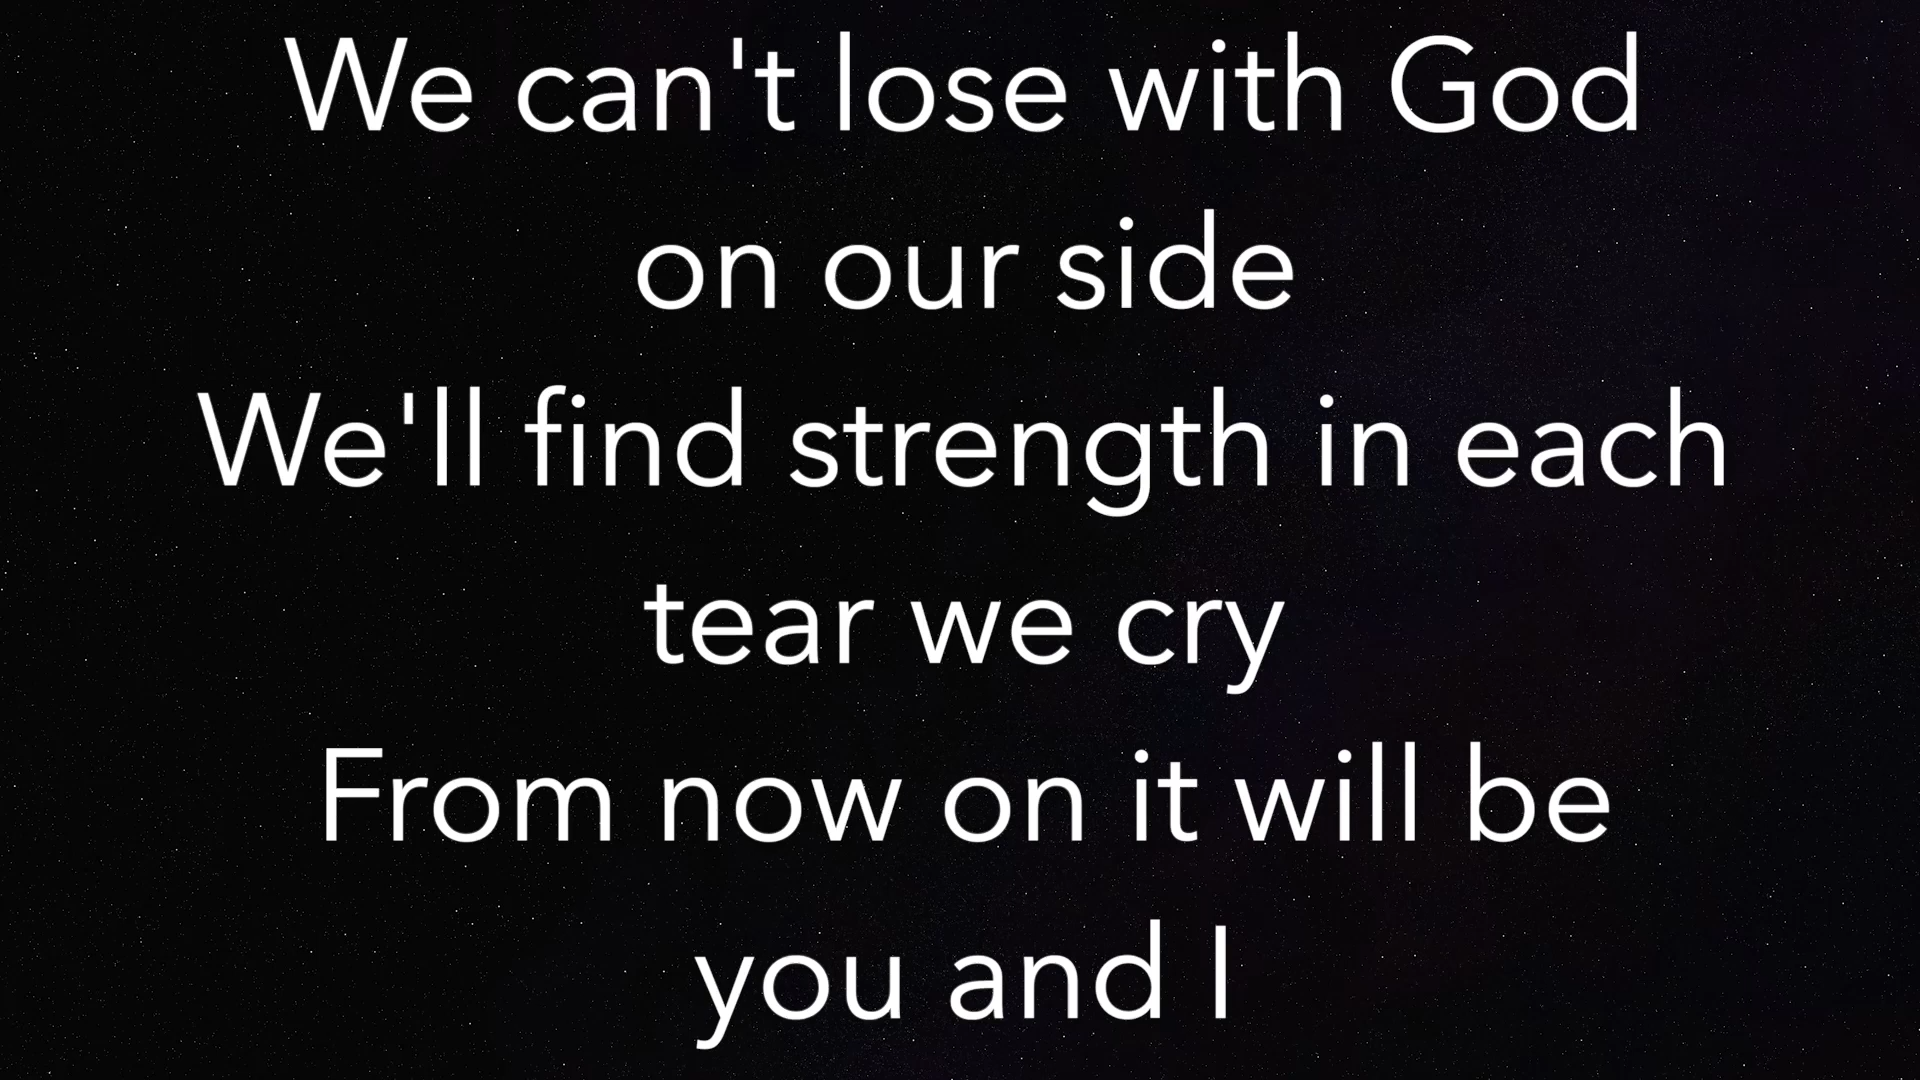 We can't lose with God
on our side
We'll find strength in each
tear we cry
From now on it will be
you and I